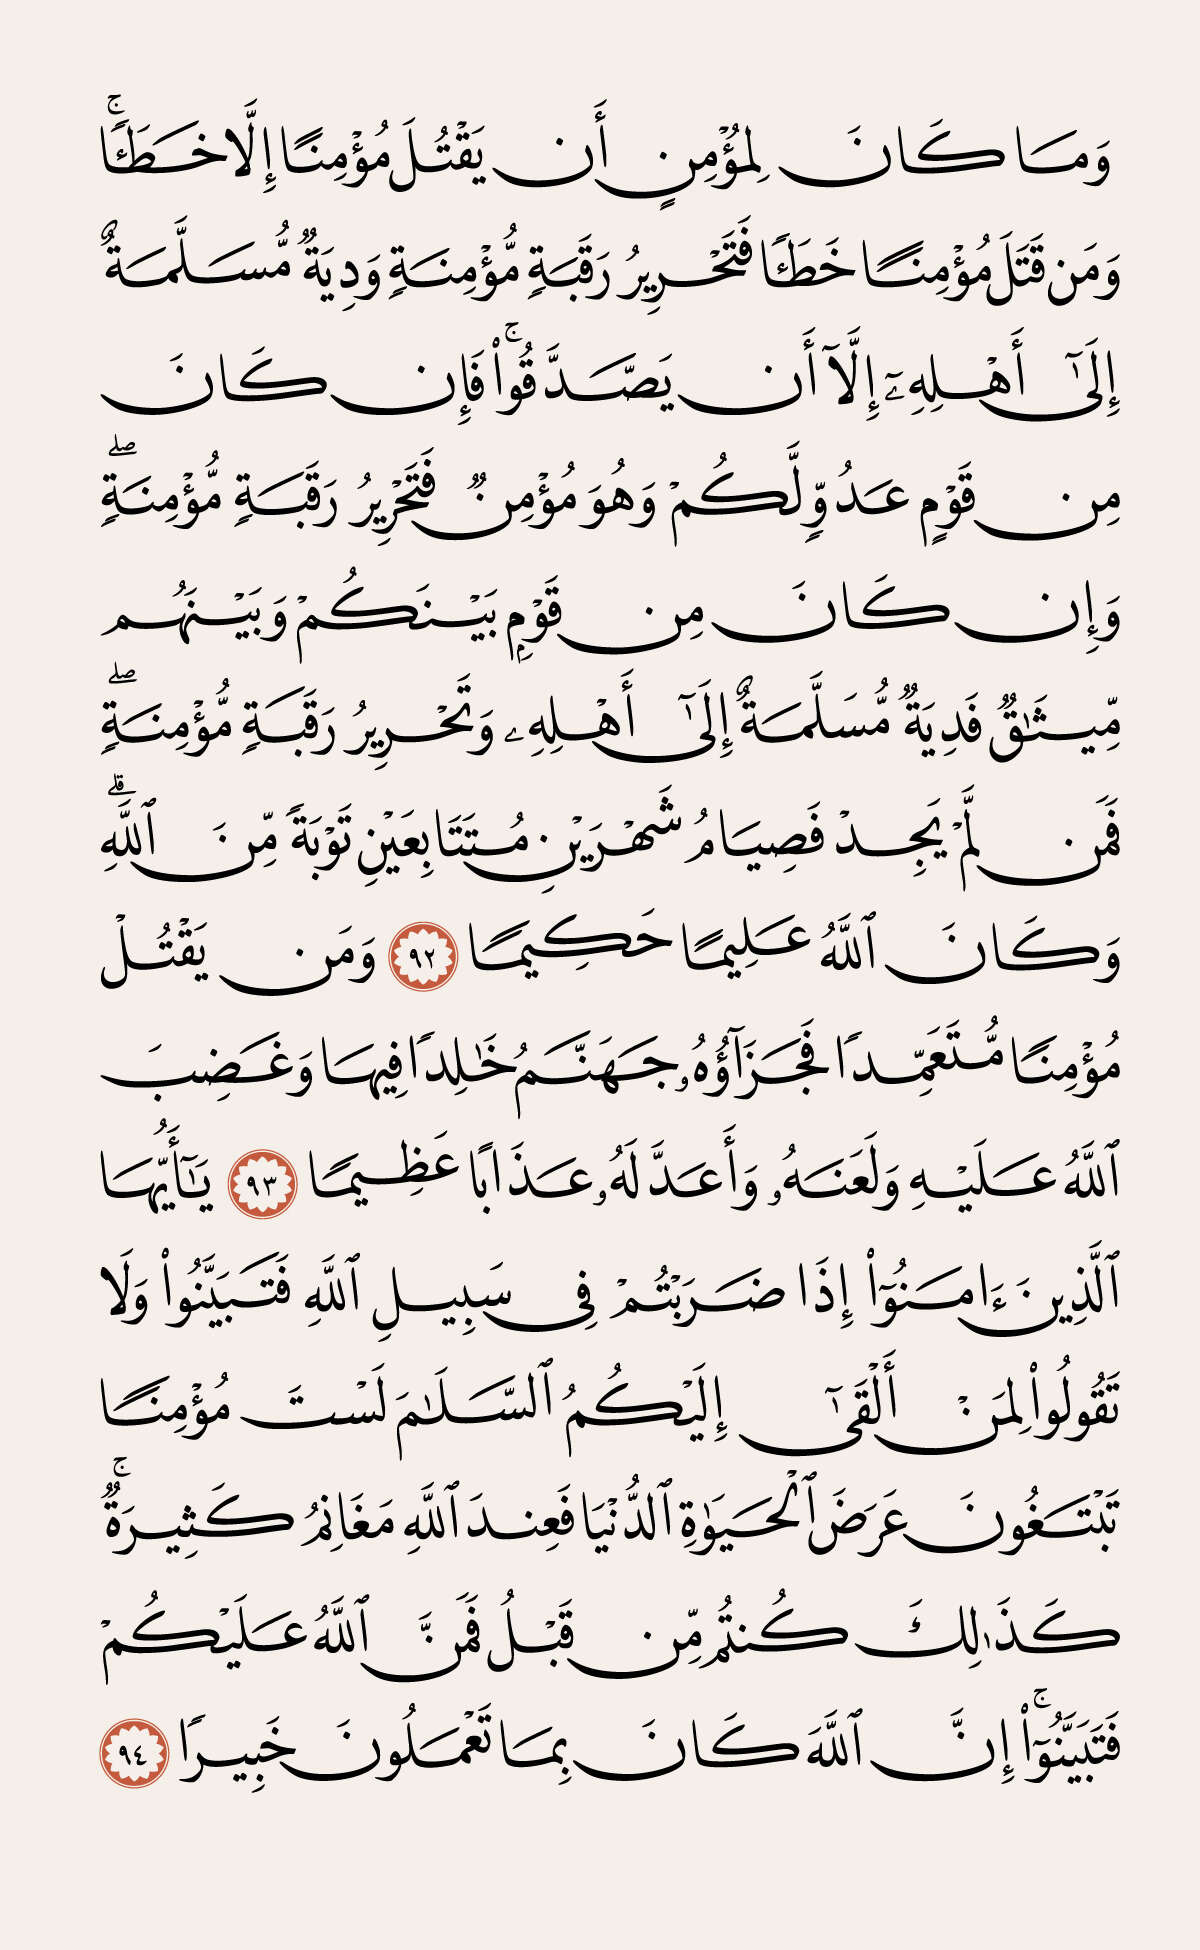 وَمَا كَانَ لِمُؤْمِنٍ أَن يَقْتُلَ مُؤْمِنًا إِلَّا خَطَـًٔا ۚ
وَمَن قَتَلَ مُؤْمِنًا خَطَـًٔا فَتَحْرِيرُ رَقَبَةٍ مُّؤْمِنَةٍ وَدِيَةٌ مُّسَلَّمَةٌ
إِلَىٰٓ أَهْلِهِۦٓ إِلَّآ أَن يَصَّدَّقُوا۟ ۚ فَإِن كَانَ
مِن قَوْمٍ عَدُوٍّ لَّكُمْ وَهُوَ مُؤْمِنٌ فَتَحْرِيرُ رَقَبَةٍ مُّؤْمِنَةٍ ۖ
وَإِن كَانَ مِن قَوْمٍ بَيْنَكُمْ وَبَيْنَهُم
مِّيثَـٰقٌ فَدِيَةٌ مُّسَلَّمَةٌ إِلَىٰٓ أَهْلِهِۦ وَتَحْرِيرُ رَقَبَةٍ مُّؤْمِنَةٍ ۖ
فَمَن لَّمْ يَجِدْ فَصِيَامُ شَهْرَيْنِ مُتَتَابِعَيْنِ تَوْبَةً مِّنَ ٱللَّهِ ۗ
وَكَانَ ٱللَّهُ عَلِيمًا حَكِيمًا ٩٢ وَمَن يَقْتُلْ
مُؤْمِنًا مُّتَعَمِّدًا فَجَزَآؤُهُۥ جَهَنَّمُ خَـٰلِدًا فِيهَا وَغَضِبَ
ٱللَّهُ عَلَيْهِ وَلَعَنَهُۥ وَأَعَدَّ لَهُۥ عَذَابًا عَظِيمًا ٩٣ يَـٰٓأَيُّهَا
ٱلَّذِينَ ءَامَنُوٓا۟ إِذَا ضَرَبْتُمْ فِى سَبِيلِ ٱللَّهِ فَتَبَيَّنُوا۟ وَلَا
تَقُولُوا۟ لِمَنْ أَلْقَىٰٓ إِلَيْكُمُ ٱلسَّلَـٰمَ لَسْتَ مُؤْمِنًا
تَبْتَغُونَ عَرَضَ ٱلْحَيَوٰةِ ٱلدُّنْيَا فَعِندَ ٱللَّهِ مَغَانِمُ كَثِيرَةٌ ۚ
كَذَٰلِكَ كُنتُم مِّن قَبْلُ فَمَنَّ ٱللَّهُ عَلَيْكُمْ
فَتَبَيَّنُوٓا۟ ۚ إِنَّ ٱللَّهَ كَانَ بِمَا تَعْمَلُونَ خَبِيرًا ٩٤